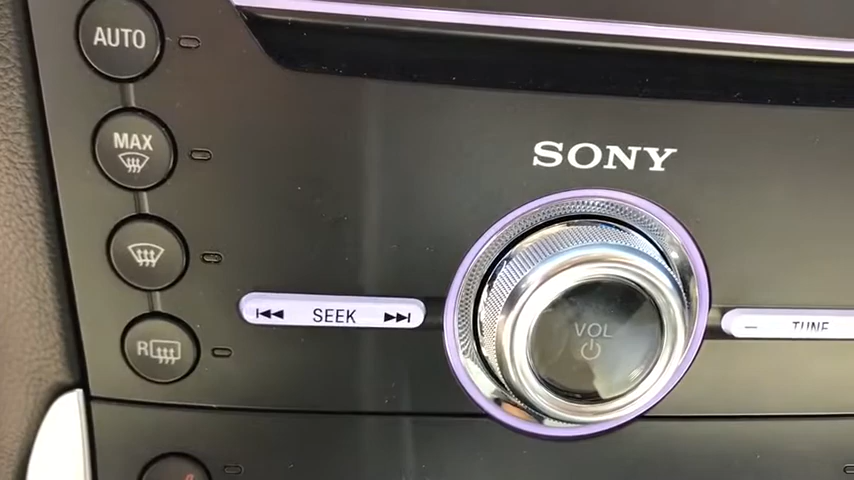 AUTO
MAX
SONY
SEEK
VOL
TUNE
R